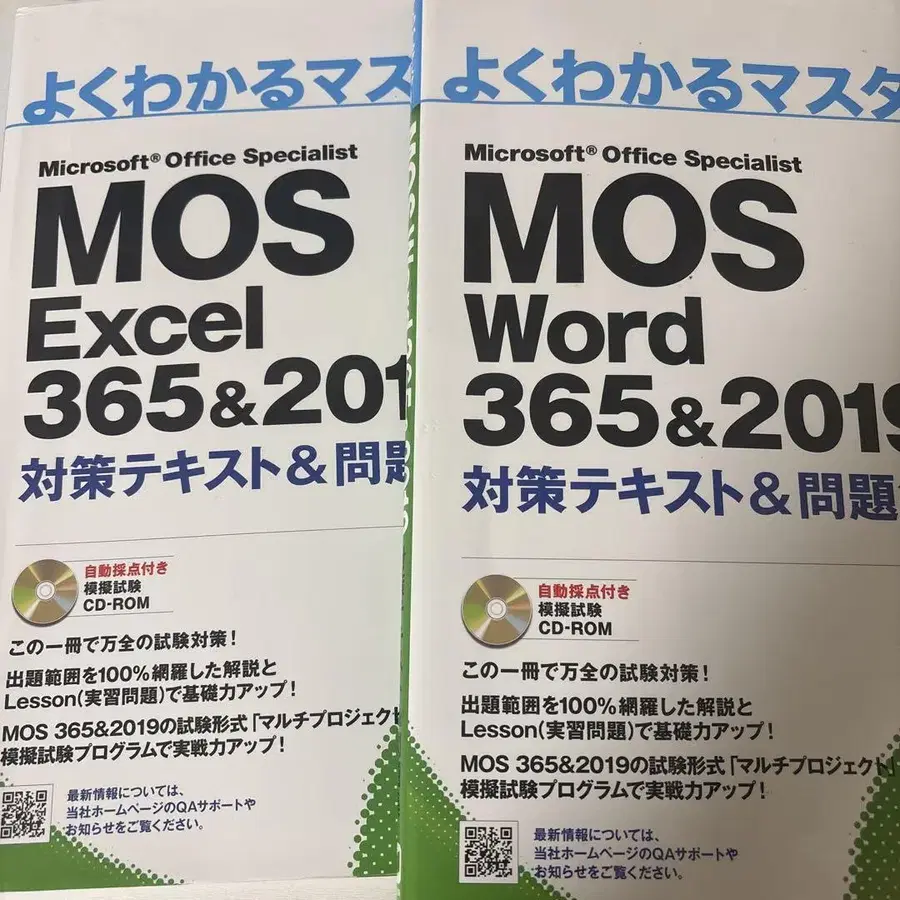 よくわかるマス
Microsoft® Office Specialist
MOS
Excel
365&201
対策テキスト&問題
自動採点付き
模擬試験
CD-ROM
この一冊で万全の試験対策!
出題範囲を100%網羅した解説と
Lesson(実習問題)で基礎力アップ!
MOS 365&2019の試験形式「マルチプロジェクト
模擬試験プログラムで実戦力アップ!
最新情報については、
当社ホームページのQAサポートや
お知らせをご覧ください。
よくわかるマスタ
Microsoft® Office Specialist
MOS
Word
365&2019
対策テキスト&問題
自動採点付き
模擬試験
CD-ROM
この一冊で万全の試験対策!
出題範囲を100%網羅した解説と
Lesson(実習問題)で基礎力アップ!
MOS 365&2019の試験形式「マルチプロジェクト」
模擬試験プログラムで実戦力アップ!
最新情報については、
当社ホームページのQAサポートや
お知らせをご覧ください。